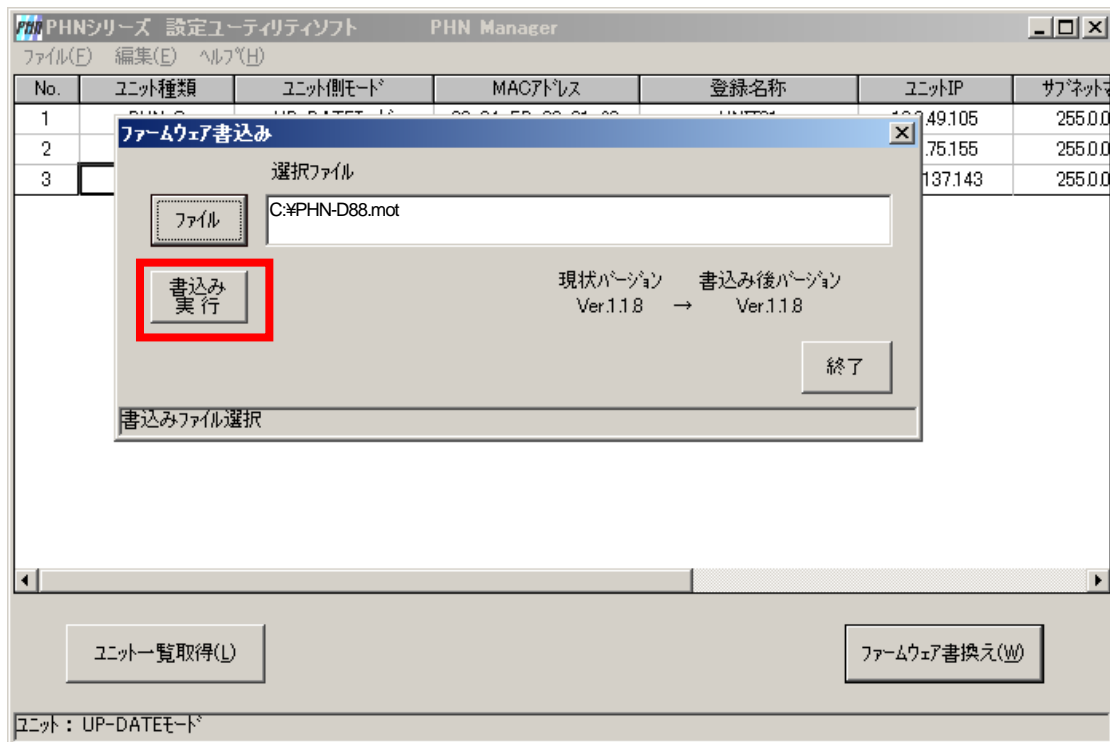 PHN PHNシリーズ 設定ユーティリティソフト PHN Manager
ファイル(F) 編集(E) ヘルプ(H)
No. ユニット種類 ユニット側モード MACアドレス 登録名称 ユニットIP サブネットマ
1 49.105 255.0.0
2 .75.155 255.0.0
3 137.143 255.0.0
ファームウェア書込み
選択ファイル
ファイル
C:¥PHN-D88.mot
書込み
実行
現状バージョン 書込み後バージョン
Ver.1.1.8 → Ver.1.1.8
終了
書込みファイル選択
ユニット一覧取得(L)
ファームウェア書換え(W)
ユニット：UP-DATEモード